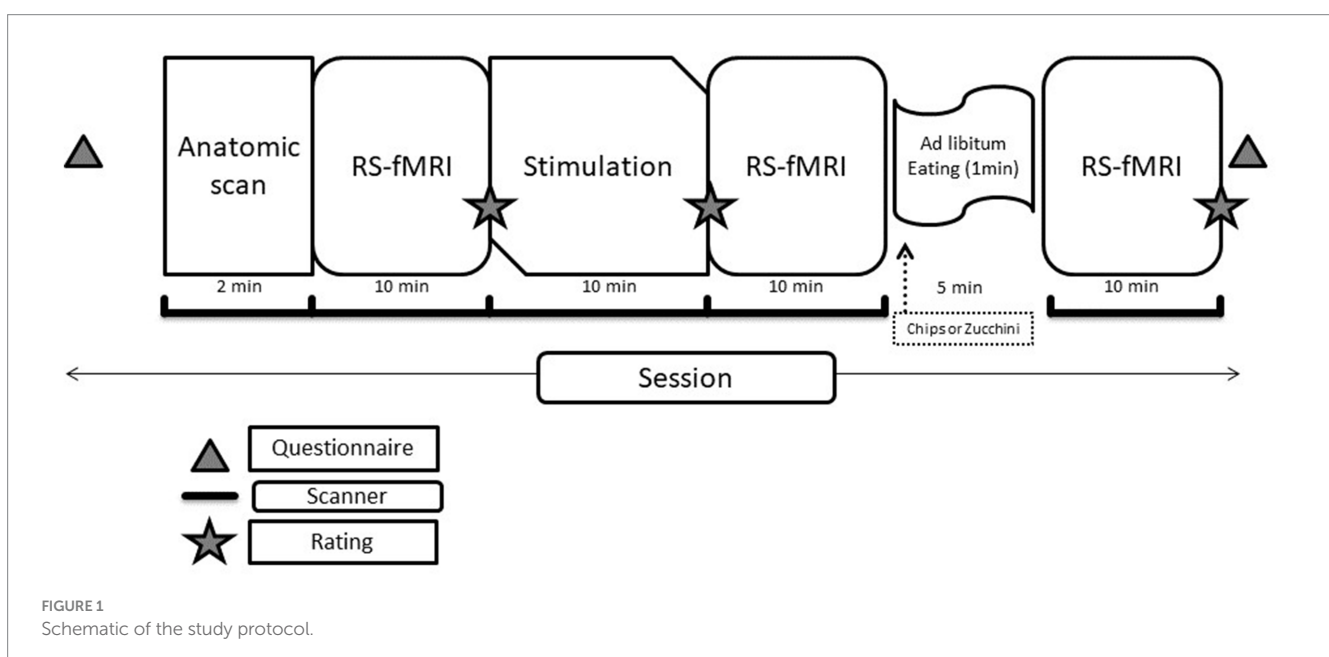 Anatomic
scan
RS-fMRI
Stimulation
RS-fMRI
Ad libitum
Eating (1min)
RS-fMRI
2 min
10 min
10 min
10 min
5 min
10 min
Chips or Zucchini
Session
Questionnaire
Scanner
Rating
FIGURE 1
Schematic of the study protocol.